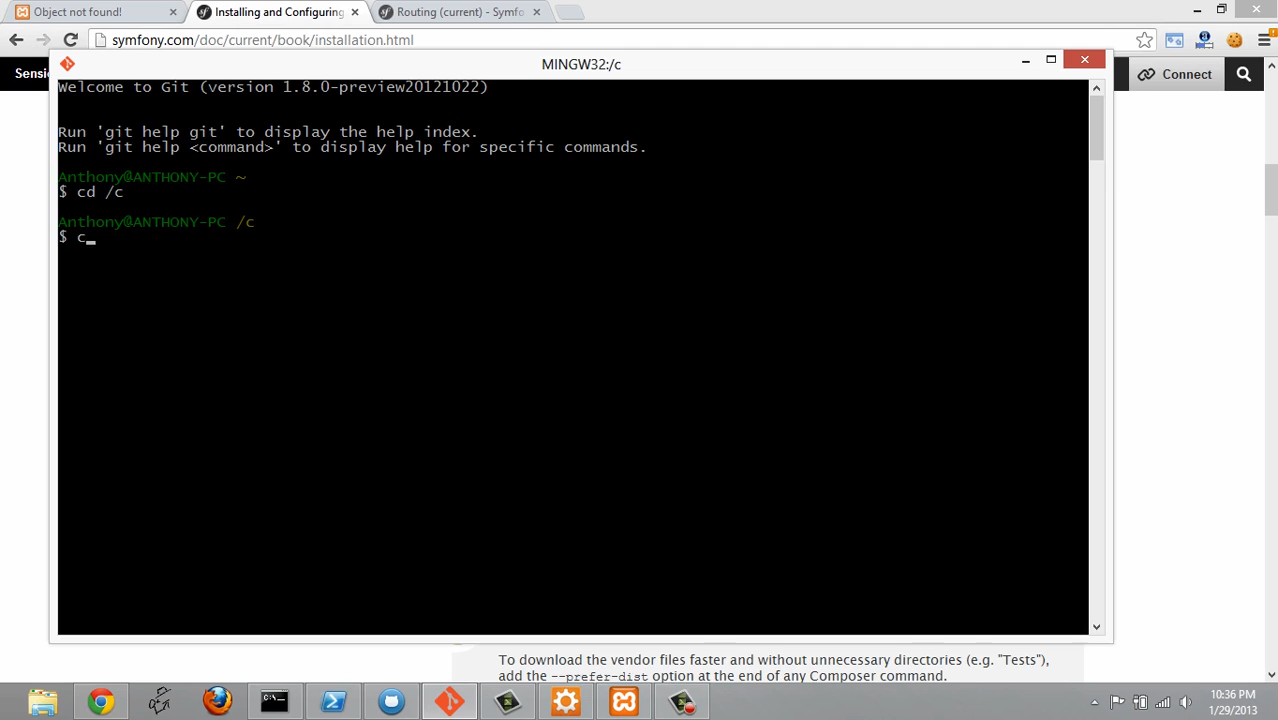 Object not found!
Installing and Configuring
Routing (current) - Symfo
symfony.com/doc/current/book/installation.html
Connect
MINGW32:/c
Welcome to Git (version 1.8.0-preview20121022)
Run 'git help git' to display the help index.
Run 'git help <command>' to display help for specific commands.
Anthony@ANTHONY-PC ~
$ cd /c
Anthony@ANTHONY-PC /c
$ c_
To download the vendor files faster and without unnecessary directories (e.g. "Tests"),
add the --prefer-dist option at the end of any Composer command.
10:36 PM
1/29/2013